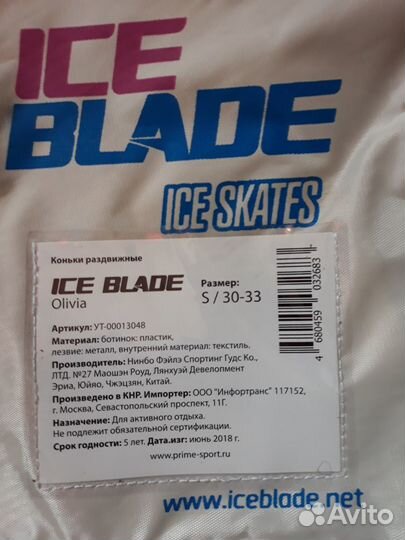 ICE
BLADE
ICE SKATES
Коньки раздвижные
ICE BLADE
Olivia
Размер:
S / 30-33
Артикул: УТ-00013048
Материал: ботинок: пластик,
лезвие: металл, внутренний материал: текстиль.
Производитель: Нинбо Фэйлэ Спортинг Гудс Ко.,
ЛТД. №27 Маошэн Роуд, Лянхуэй Девелопмент
Эриа, Юйяо, Чжэцзян, Китай.
Произведено в КНР. Импортер: ООО "Инфортранс" 117152,
г. Москва, Севастопольский проспект, 11Г.
Назначение: Для активного отдыха.
Не подлежит обязательной сертификации.
Срок годности: 5 лет. Дата.изг: июнь 2018 г.
www.prime-sport.ru
4 680459 032683
www.iceblade.net
Avito